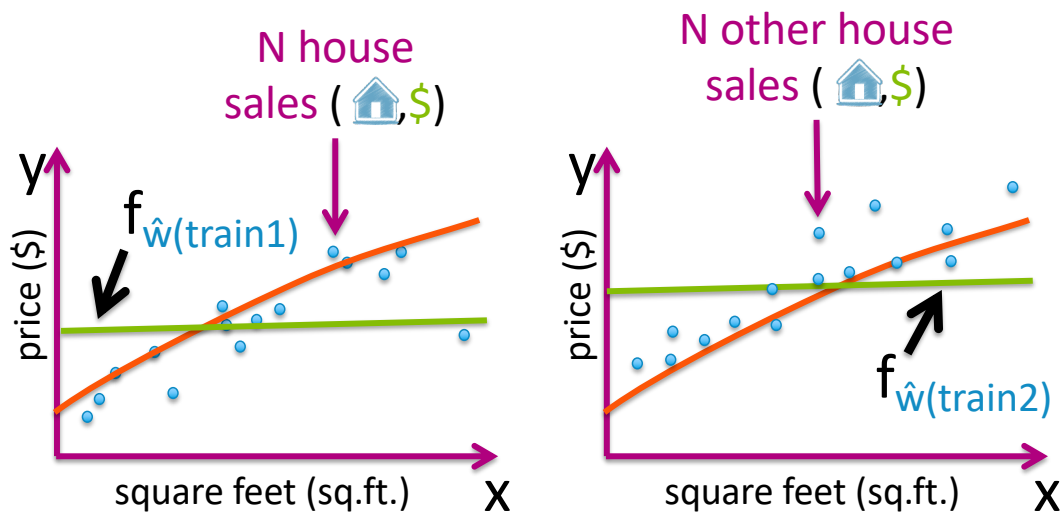 N house
sales ( ,$)
y
f ŵ(train1)
price ($)
square feet (sq.ft.)
x
N other house
sales ( ,$)
y
price ($)
f ŵ(train2)
square feet (sq.ft.)
x